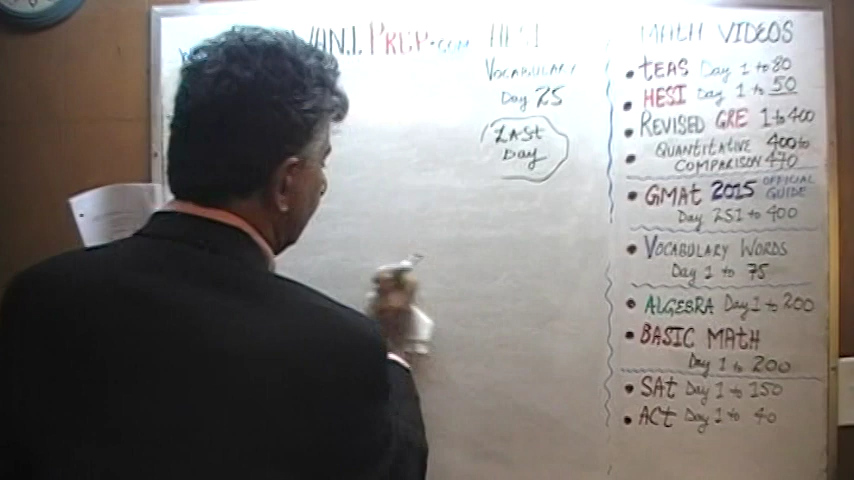 PREP.COM HESI
VOCABULARY
Day 25
LASt
Day
MATH VIDEOS
tEAS Day 1 to 80
HESI Day 1 to 50
REVISED GRE 1 to 400
QUANTITATIVE 400 to
COMPARISON 470
GMAt 2015 OFFICIAL
GUIDE
Day 251 to 400
VOCABULARY WORDS
Day 1 to 75
ALGEBRA Day 1 to 200
BASIC MATH
Day 1 to 200
SAt Day 1 to 150
ACt Day 1 to 40